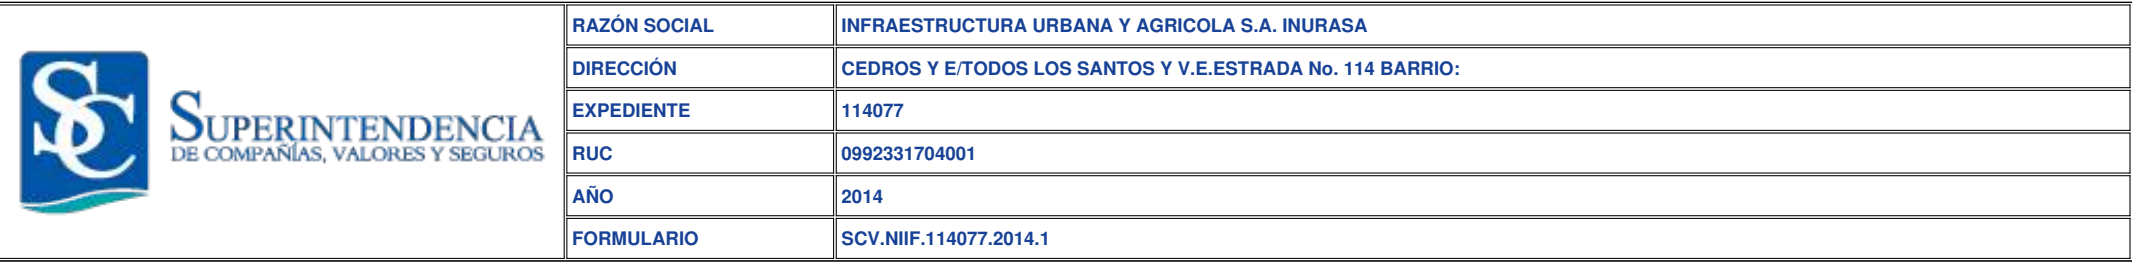 SC
SUPERINTENDENCIA
DE COMPAÑÍAS, VALORES Y SEGUROS
RAZÓN SOCIAL INFRAESTRUCTURA URBANA Y AGRICOLA S.A. INURASA
DIRECCIÓN CEDROS Y E/TODOS LOS SANTOS Y V.E.ESTRADA No. 114 BARRIO:
EXPEDIENTE 114077
RUC 0992331704001
AÑO 2014
FORMULARIO SCV.NIIF.114077.2014.1